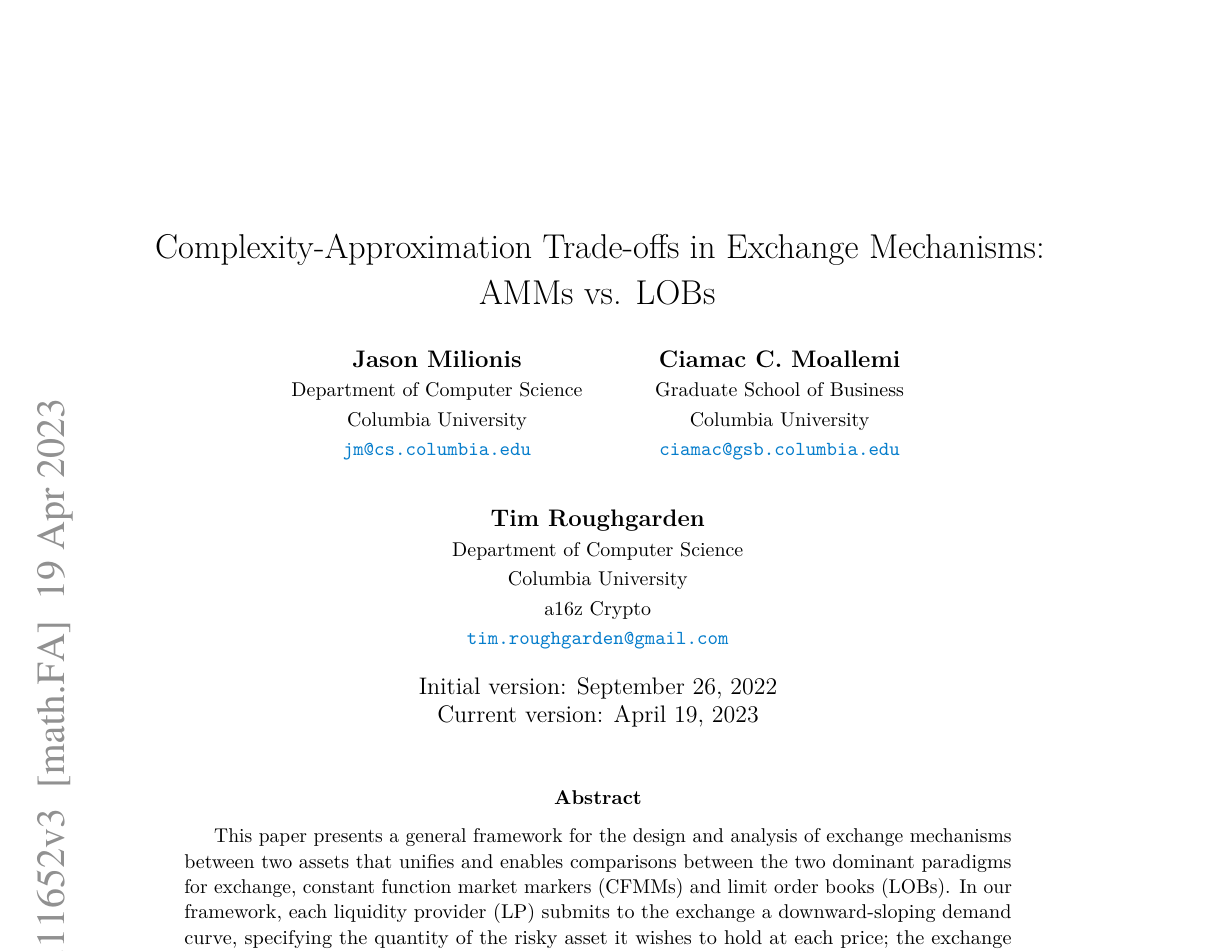 Complexity-Approximation Trade-offs in Exchange Mechanisms:
AMMs vs. LOBs
Jason Milionis
Department of Computer Science
Columbia University
jm@cs.columbia.edu
Ciamac C. Moallemi
Graduate School of Business
Columbia University
ciamac@gsb.columbia.edu
Tim Roughgarden
Department of Computer Science
Columbia University
a16z Crypto
tim.roughgarden@gmail.com
Initial version: September 26, 2022
Current version: April 19, 2023
Abstract
This paper presents a general framework for the design and analysis of exchange mechanisms
between two assets that unifies and enables comparisons between the two dominant paradigms
for exchange, constant function market markers (CFMMs) and limit order books (LOBs). In our
framework, each liquidity provider (LP) submits to the exchange a downward-sloping demand
curve, specifying the quantity of the risky asset it wishes to hold at each price; the exchange
11652v3 [math.FA] 19 Apr 2023